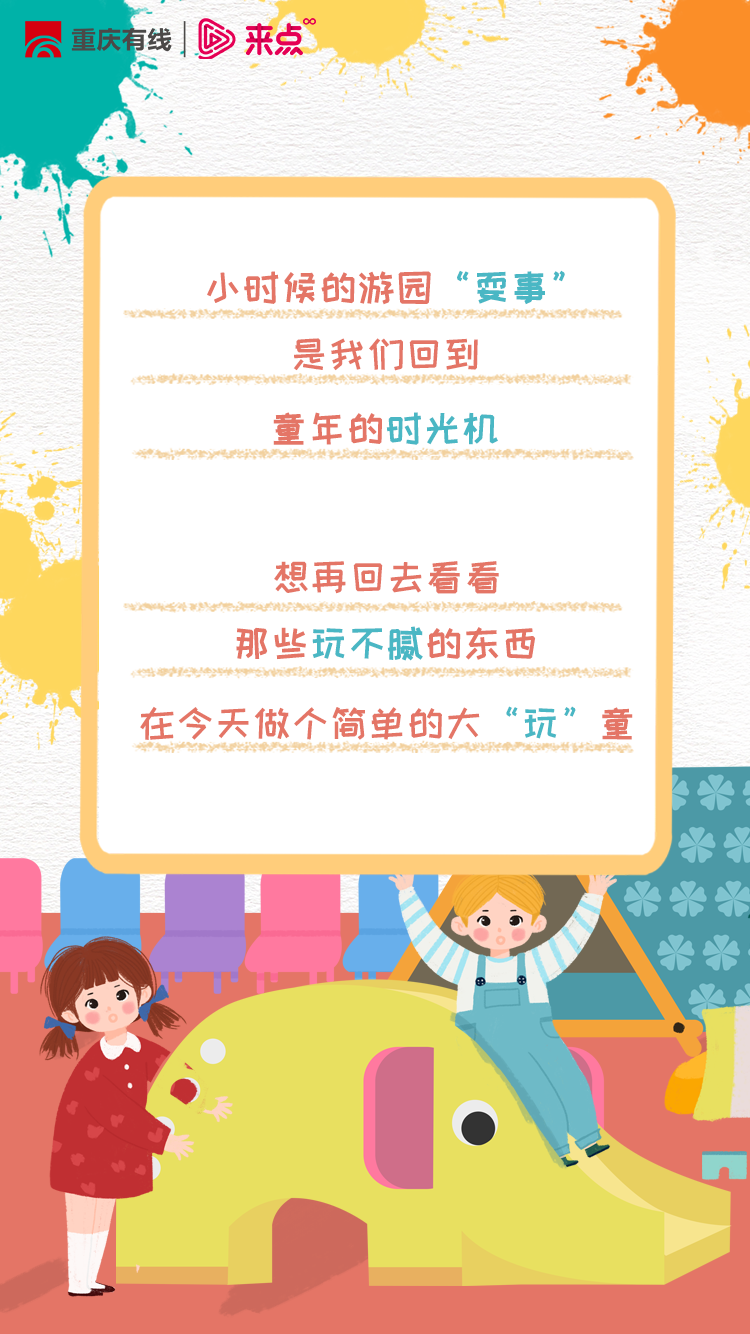 重庆有线 来点
小时候的游园“耍事”
是我们回到
童年的时光机
想再回去看看
那些玩不腻的东西
在今天做个简单的大“玩”童